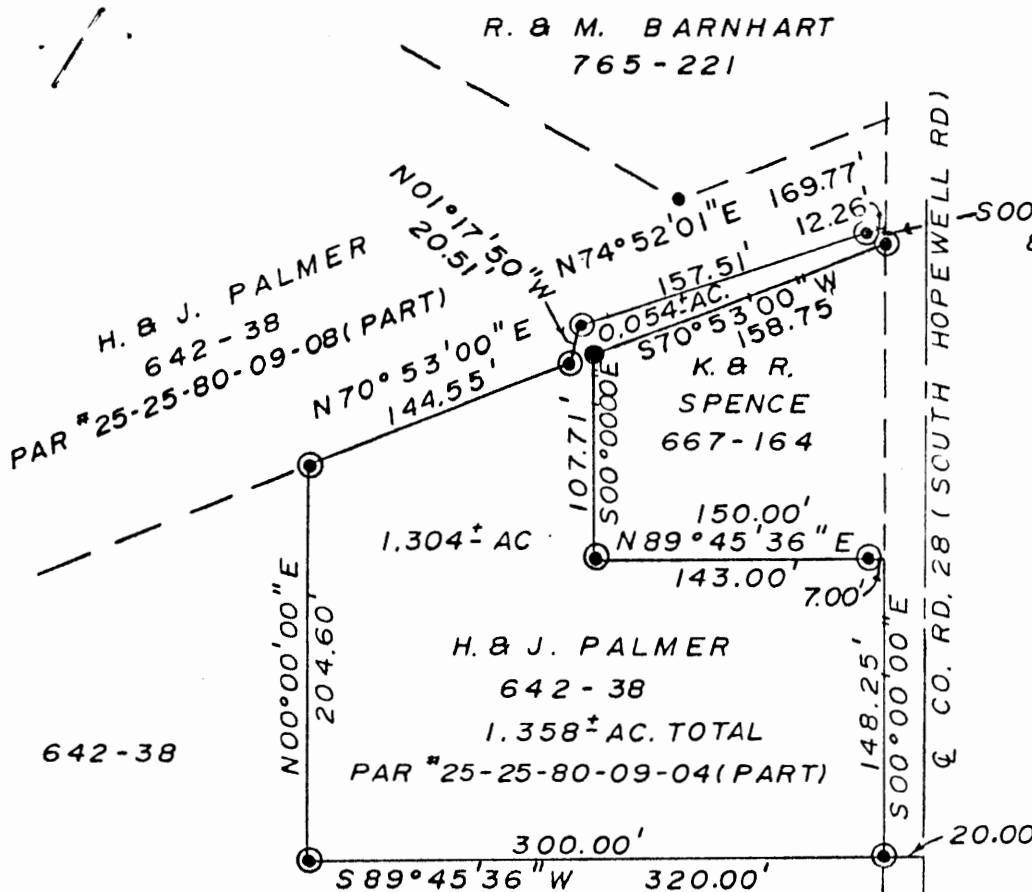 R. & M. BARNHART
765-221
N01°17'50"W
20.51'
N74°52'01"E
169.77'
12.26'
157.51'
0.054± AC.
S70°53'00"W
158.75'
S00
H. & J. PALMER
642-38
PAR #25-25-80-09-08(PART)
N70°53'00"E
144.55'
K. & R.
SPENCE
667-164
107.71'
S00°0000E
150.00'
N89°45'36"E
143.00'
7.00'
1.304± AC
N00°00'00"E
204.60'
H. & J. PALMER
642-38
1.358± AC. TOTAL
PAR #25-25-80-09-04(PART)
642-38
148.25'
S00°00'00"E
℄ CO. RD. 28 (SOUTH HOPEWELL RD)
20.00
300.00'
S89°45'36"W 320.00'